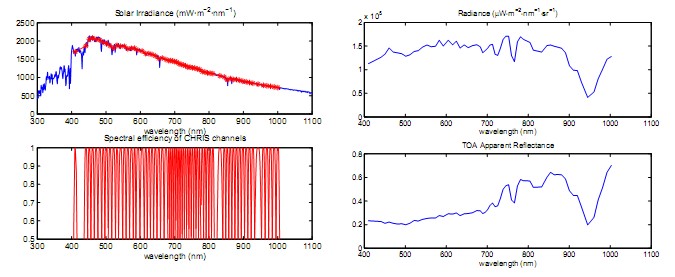 Solar Irradiance (mW·m⁻²·nm⁻¹)
2500
2000
1500
1000
500
0
300 400 500 600 700 800 900 1000 1100
wavelength (nm)
Radiance (μW·m⁻²·nm⁻¹·sr⁻¹)
x 10⁵
2
1.5
1
0.5
0
400 500 600 700 800 900 1000 1100
wavelength (nm)
Spectral efficiency of CHRIS channels
1
0.9
0.8
0.7
0.6
0.5
300 400 500 600 700 800 900 1000 1100
wavelength (nm)
TOA Apparent Reflectance
0.8
0.6
0.4
0.2
0
400 500 600 700 800 900 1000 1100
wavelength (nm)